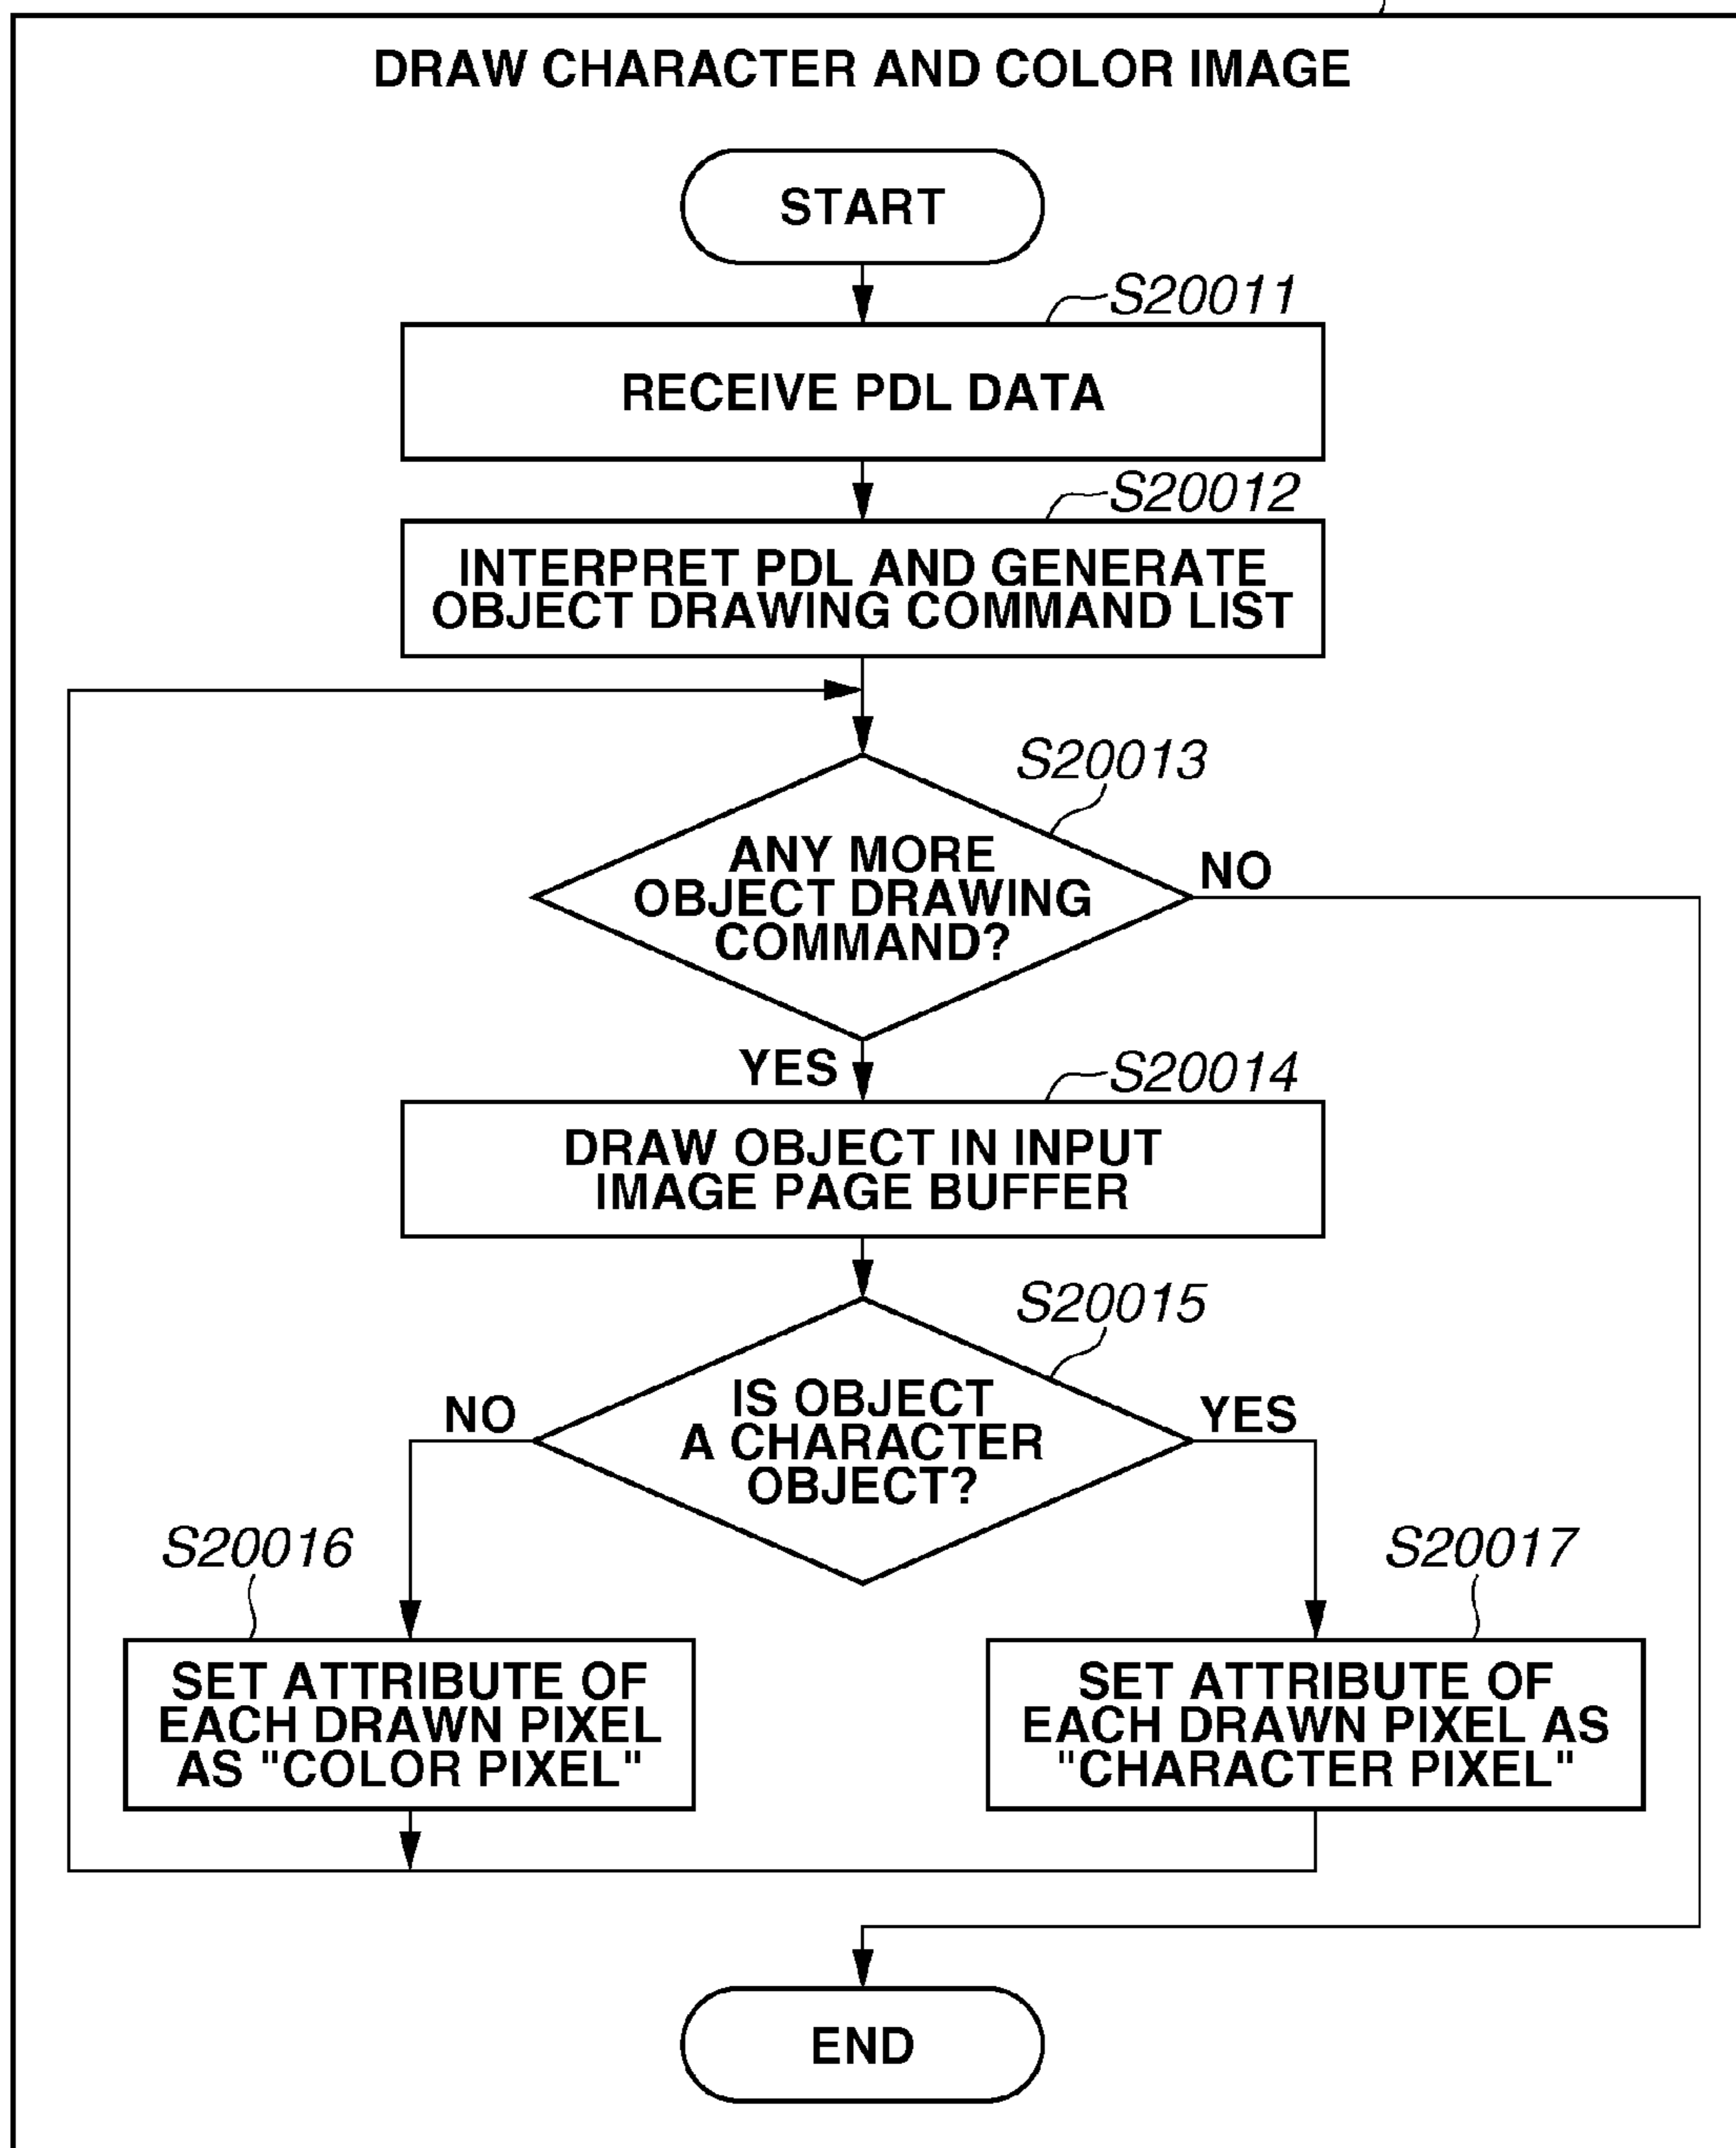 DRAW CHARACTER AND COLOR IMAGE
START
S20011
RECEIVE PDL DATA
S20012
INTERPRET PDL AND GENERATE
OBJECT DRAWING COMMAND LIST
S20013
ANY MORE
OBJECT DRAWING
COMMAND?
NO
YES
S20014
DRAW OBJECT IN INPUT
IMAGE PAGE BUFFER
S20015
IS OBJECT
A CHARACTER
OBJECT?
NO
YES
S20016
SET ATTRIBUTE OF
EACH DRAWN PIXEL
AS "COLOR PIXEL"
S20017
SET ATTRIBUTE OF
EACH DRAWN PIXEL AS
"CHARACTER PIXEL"
END